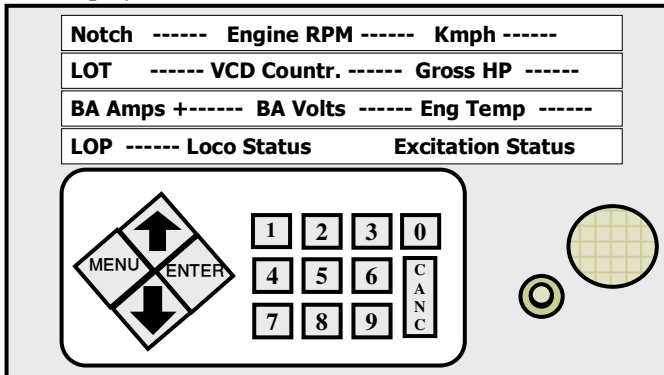 Notch ------ Engine RPM ------ Kmph ------
LOT ------ VCD Countr. ------ Gross HP ------
BA Amps +------ BA Volts ------ Eng Temp ------
LOP ------ Loco Status Excitation Status
MENU ENTER
1 2 3 0
4 5 6 CANC
7 8 9